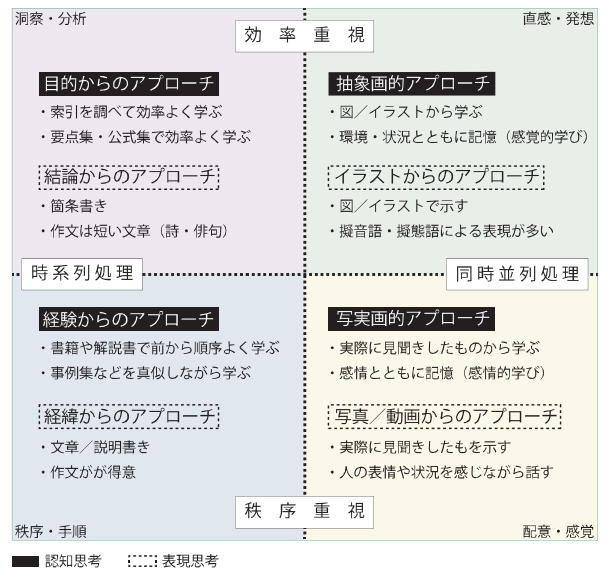 洞察・分析
直感・発想
効率重視
目的からのアプローチ
・索引を調べて効率よく学ぶ
・要点集・公式集で効率よく学ぶ
結論からのアプローチ
・箇条書き
・作文は短い文章（詩・俳句）
抽象画的アプローチ
・図／イラストから学ぶ
・環境・状況とともに記憶（感覚的学び）
イラストからのアプローチ
・図／イラストで示す
・擬音語・擬態語による表現が多い
時系列処理
同時並列処理
経験からのアプローチ
・書籍や解説書で前から順序よく学ぶ
・事例集などを真似しながら学ぶ
経緯からのアプローチ
・文章／説明書き
・作文がが得意
写実画的アプローチ
・実際に見聞きしたものから学ぶ
・感情とともに記憶（感情的学び）
写真／動画からのアプローチ
・実際に見聞きしたもを示す
・人の表情や状況を感じながら話す
秩序重視
秩序・手順
配意・感覚
認知思考
表現思考